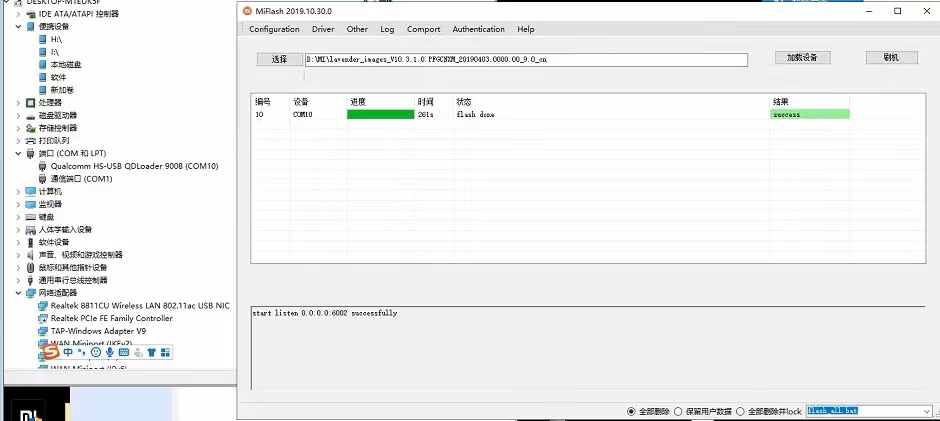 DESKTOP-MTEUK5F
IDE ATA/ATAPI 控制器
便携设备
H:\
I:\
本地磁盘
软件
新加卷
处理器
磁盘驱动器
存储控制器
打印队列
端口 (COM 和 LPT)
Qualcomm HS-USB QDLoader 9008 (COM10)
通信端口 (COM1)
计算机
监视器
键盘
人体学输入设备
软件设备
声音、视频和游戏控制器
鼠标和其他指针设备
通用串行总线控制器
网络适配器
Realtek 8811CU Wireless LAN 802.11ac USB NIC
Realtek PCIe FE Family Controller
TAP-Windows Adapter V9
WAN Miniport (IKEv2)
中
WAN Miniport (IPv6)
MiFlash 2019.10.30.0
Configuration Driver Other Log Comport Authentication Help
选择 D:\MI\lavender_images_V10.3.1.0.PFGCNXM_20190403.0000.00_9.0_cn 加载设备 刷机
编号 设备 进度 时间 状态 结果
10 COM10 261s flash done success
start listen 0.0.0.0:6002 successfully
全部删除 保留用户数据 全部删除并lock flash_all.bat